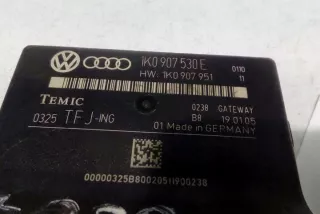 1K0 907 530 E 0110
HW: 1K0 907 951 11
TEMIC 0238 GATEWAY
0325 TFJ-ING B8 19.01.05
01 Made in GERMANY
00000325B8002051900238